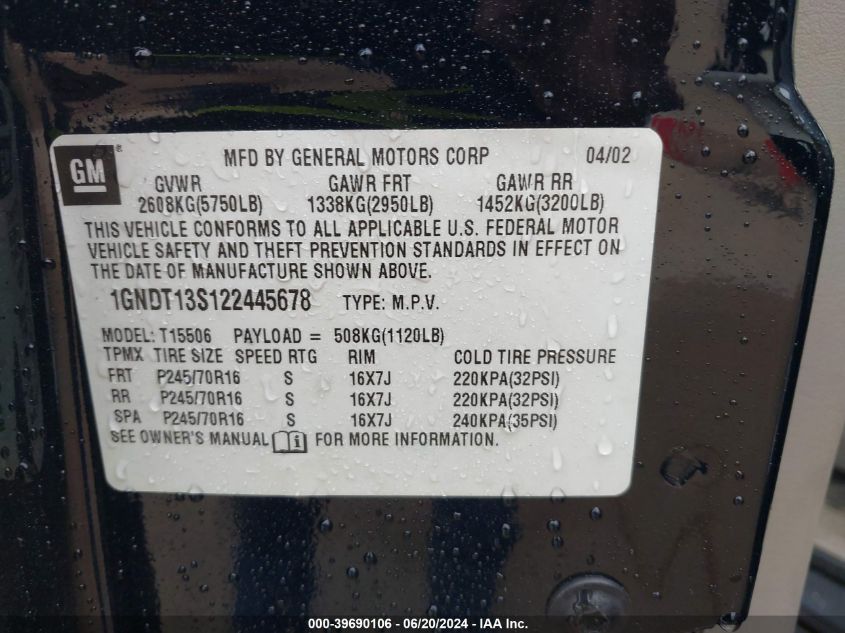 GM ®
MFD BY GENERAL MOTORS CORP 04/02
GVWR GAWR FRT GAWR RR
2608KG(5750LB) 1338KG(2950LB) 1452KG(3200LB)
THIS VEHICLE CONFORMS TO ALL APPLICABLE U.S. FEDERAL MOTOR
VEHICLE SAFETY AND THEFT PREVENTION STANDARDS IN EFFECT ON
THE DATE OF MANUFACTURE SHOWN ABOVE.
1GNDT13S122445678 TYPE: M.P.V.
MODEL: T15506 PAYLOAD = 508KG(1120LB)
TPMX TIRE SIZE SPEED RTG RIM COLD TIRE PRESSURE
FRT P245/70R16 S 16X7J 220KPA(32PSI)
RR P245/70R16 S 16X7J 220KPA(32PSI)
SPA P245/70R16 S 16X7J 240KPA(35PSI)
SEE OWNER'S MANUAL i FOR MORE INFORMATION.
000-39690106 - 06/20/2024 - IAA Inc.